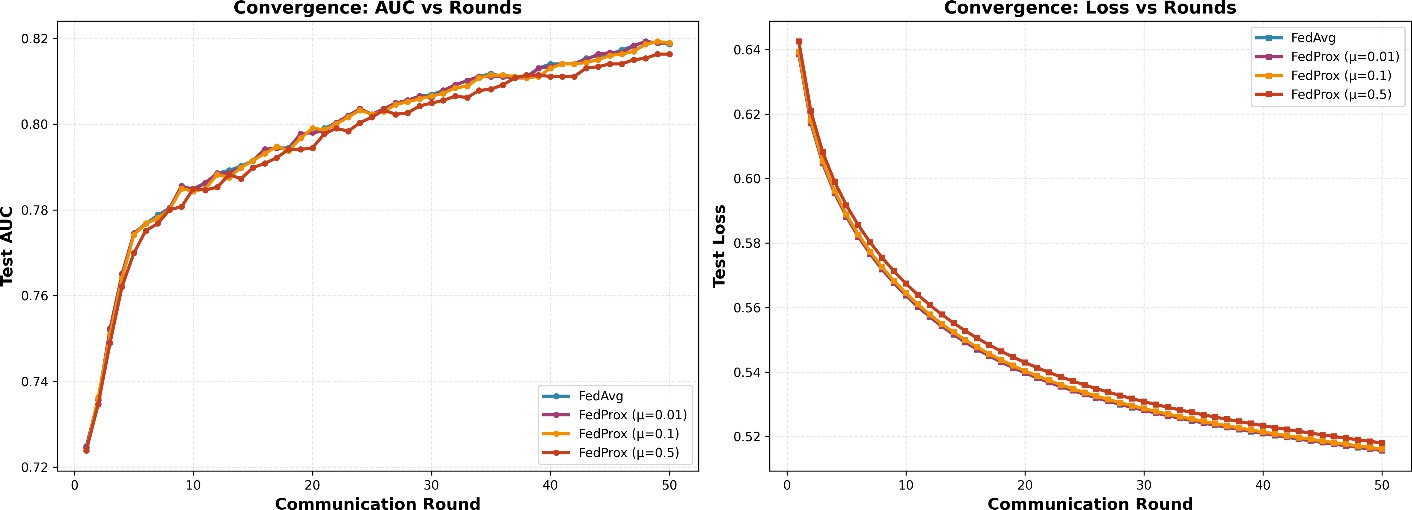 Convergence: AUC vs Rounds
Test AUC
0.82
0.80
0.78
0.76
0.74
0.72
0 10 20 30 40 50
Communication Round
FedAvg
FedProx (μ=0.01)
FedProx (μ=0.1)
FedProx (μ=0.5)
Convergence: Loss vs Rounds
Test Loss
0.64
0.62
0.60
0.58
0.56
0.54
0.52
0 10 20 30 40 50
Communication Round
FedAvg
FedProx (μ=0.01)
FedProx (μ=0.1)
FedProx (μ=0.5)